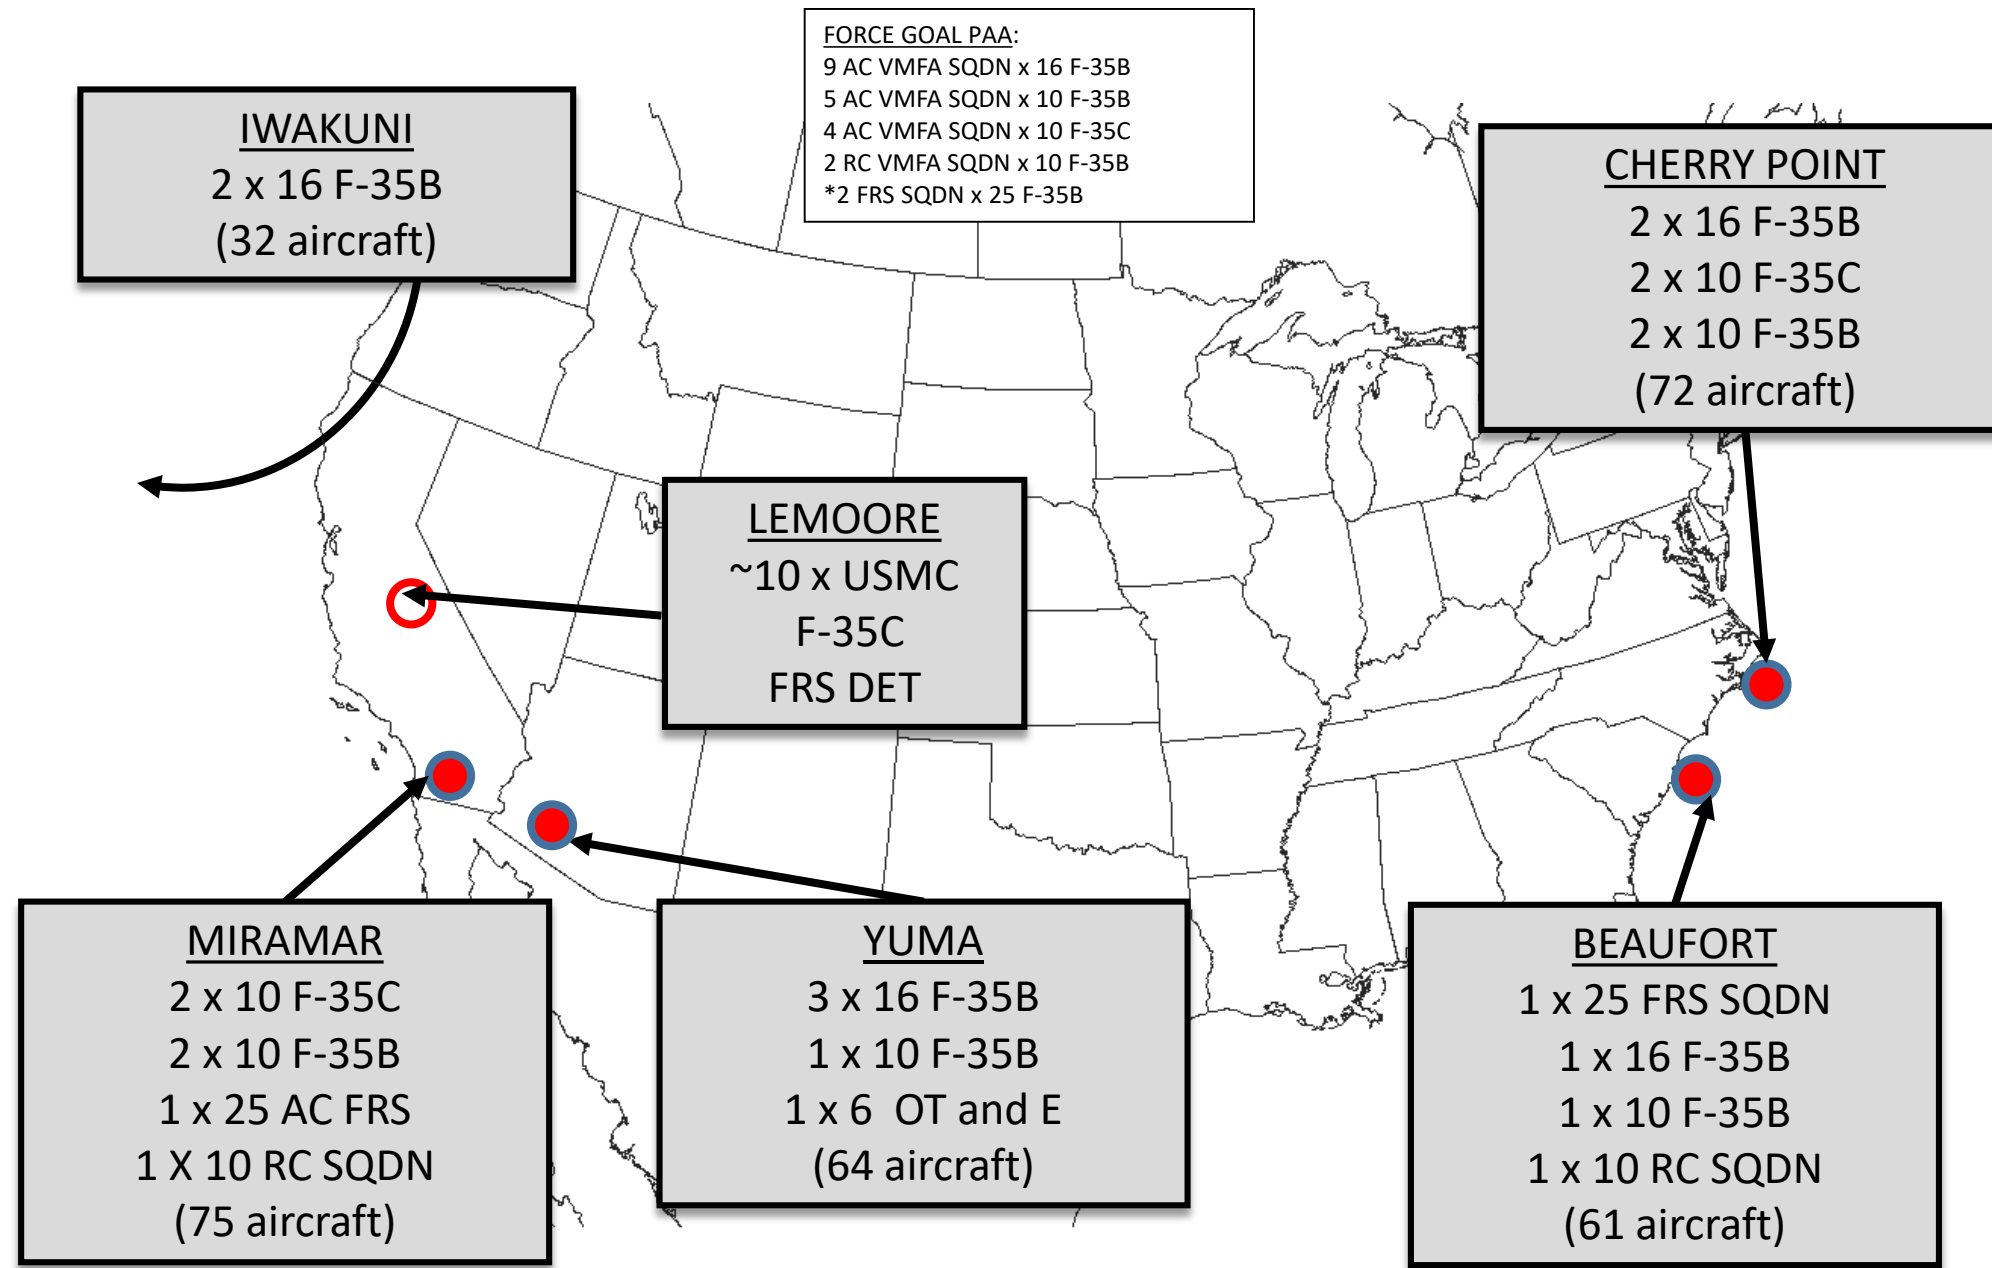 FORCE GOAL PAA:
9 AC VMFA SQDN x 16 F-35B
5 AC VMFA SQDN x 10 F-35B
4 AC VMFA SQDN x 10 F-35C
2 RC VMFA SQDN x 10 F-35B
*2 FRS SQDN x 25 F-35B
IWAKUNI
2 x 16 F-35B
(32 aircraft)
CHERRY POINT
2 x 16 F-35B
2 x 10 F-35C
2 x 10 F-35B
(72 aircraft)
LEMOORE
~10 x USMC
F-35C
FRS DET
MIRAMAR
2 x 10 F-35C
2 x 10 F-35B
1 x 25 AC FRS
1 X 10 RC SQDN
(75 aircraft)
YUMA
3 x 16 F-35B
1 x 10 F-35B
1 x 6 OT and E
(64 aircraft)
BEAUFORT
1 x 25 FRS SQDN
1 x 16 F-35B
1 x 10 F-35B
1 x 10 RC SQDN
(61 aircraft)